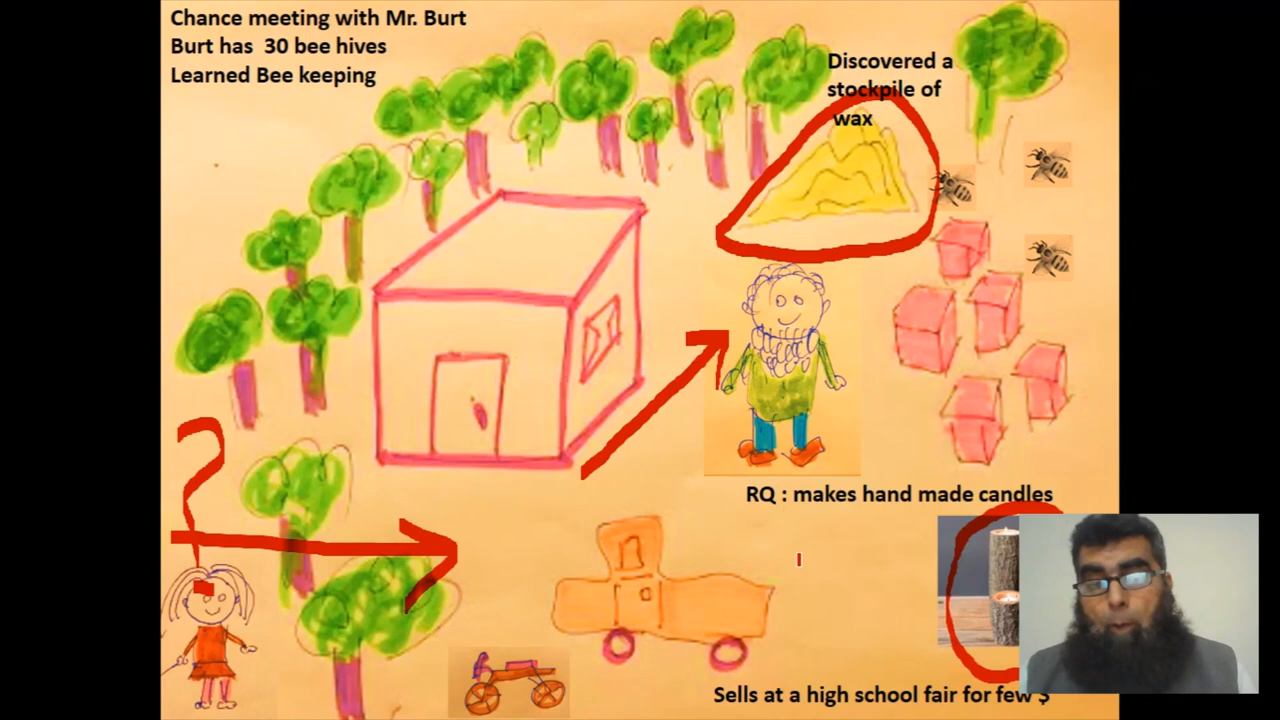 Chance meeting with Mr. Burt
Burt has 30 bee hives
Learned Bee keeping
Discovered a
stockpile of
wax
RQ : makes hand made candles
Sells at a high school fair for few $